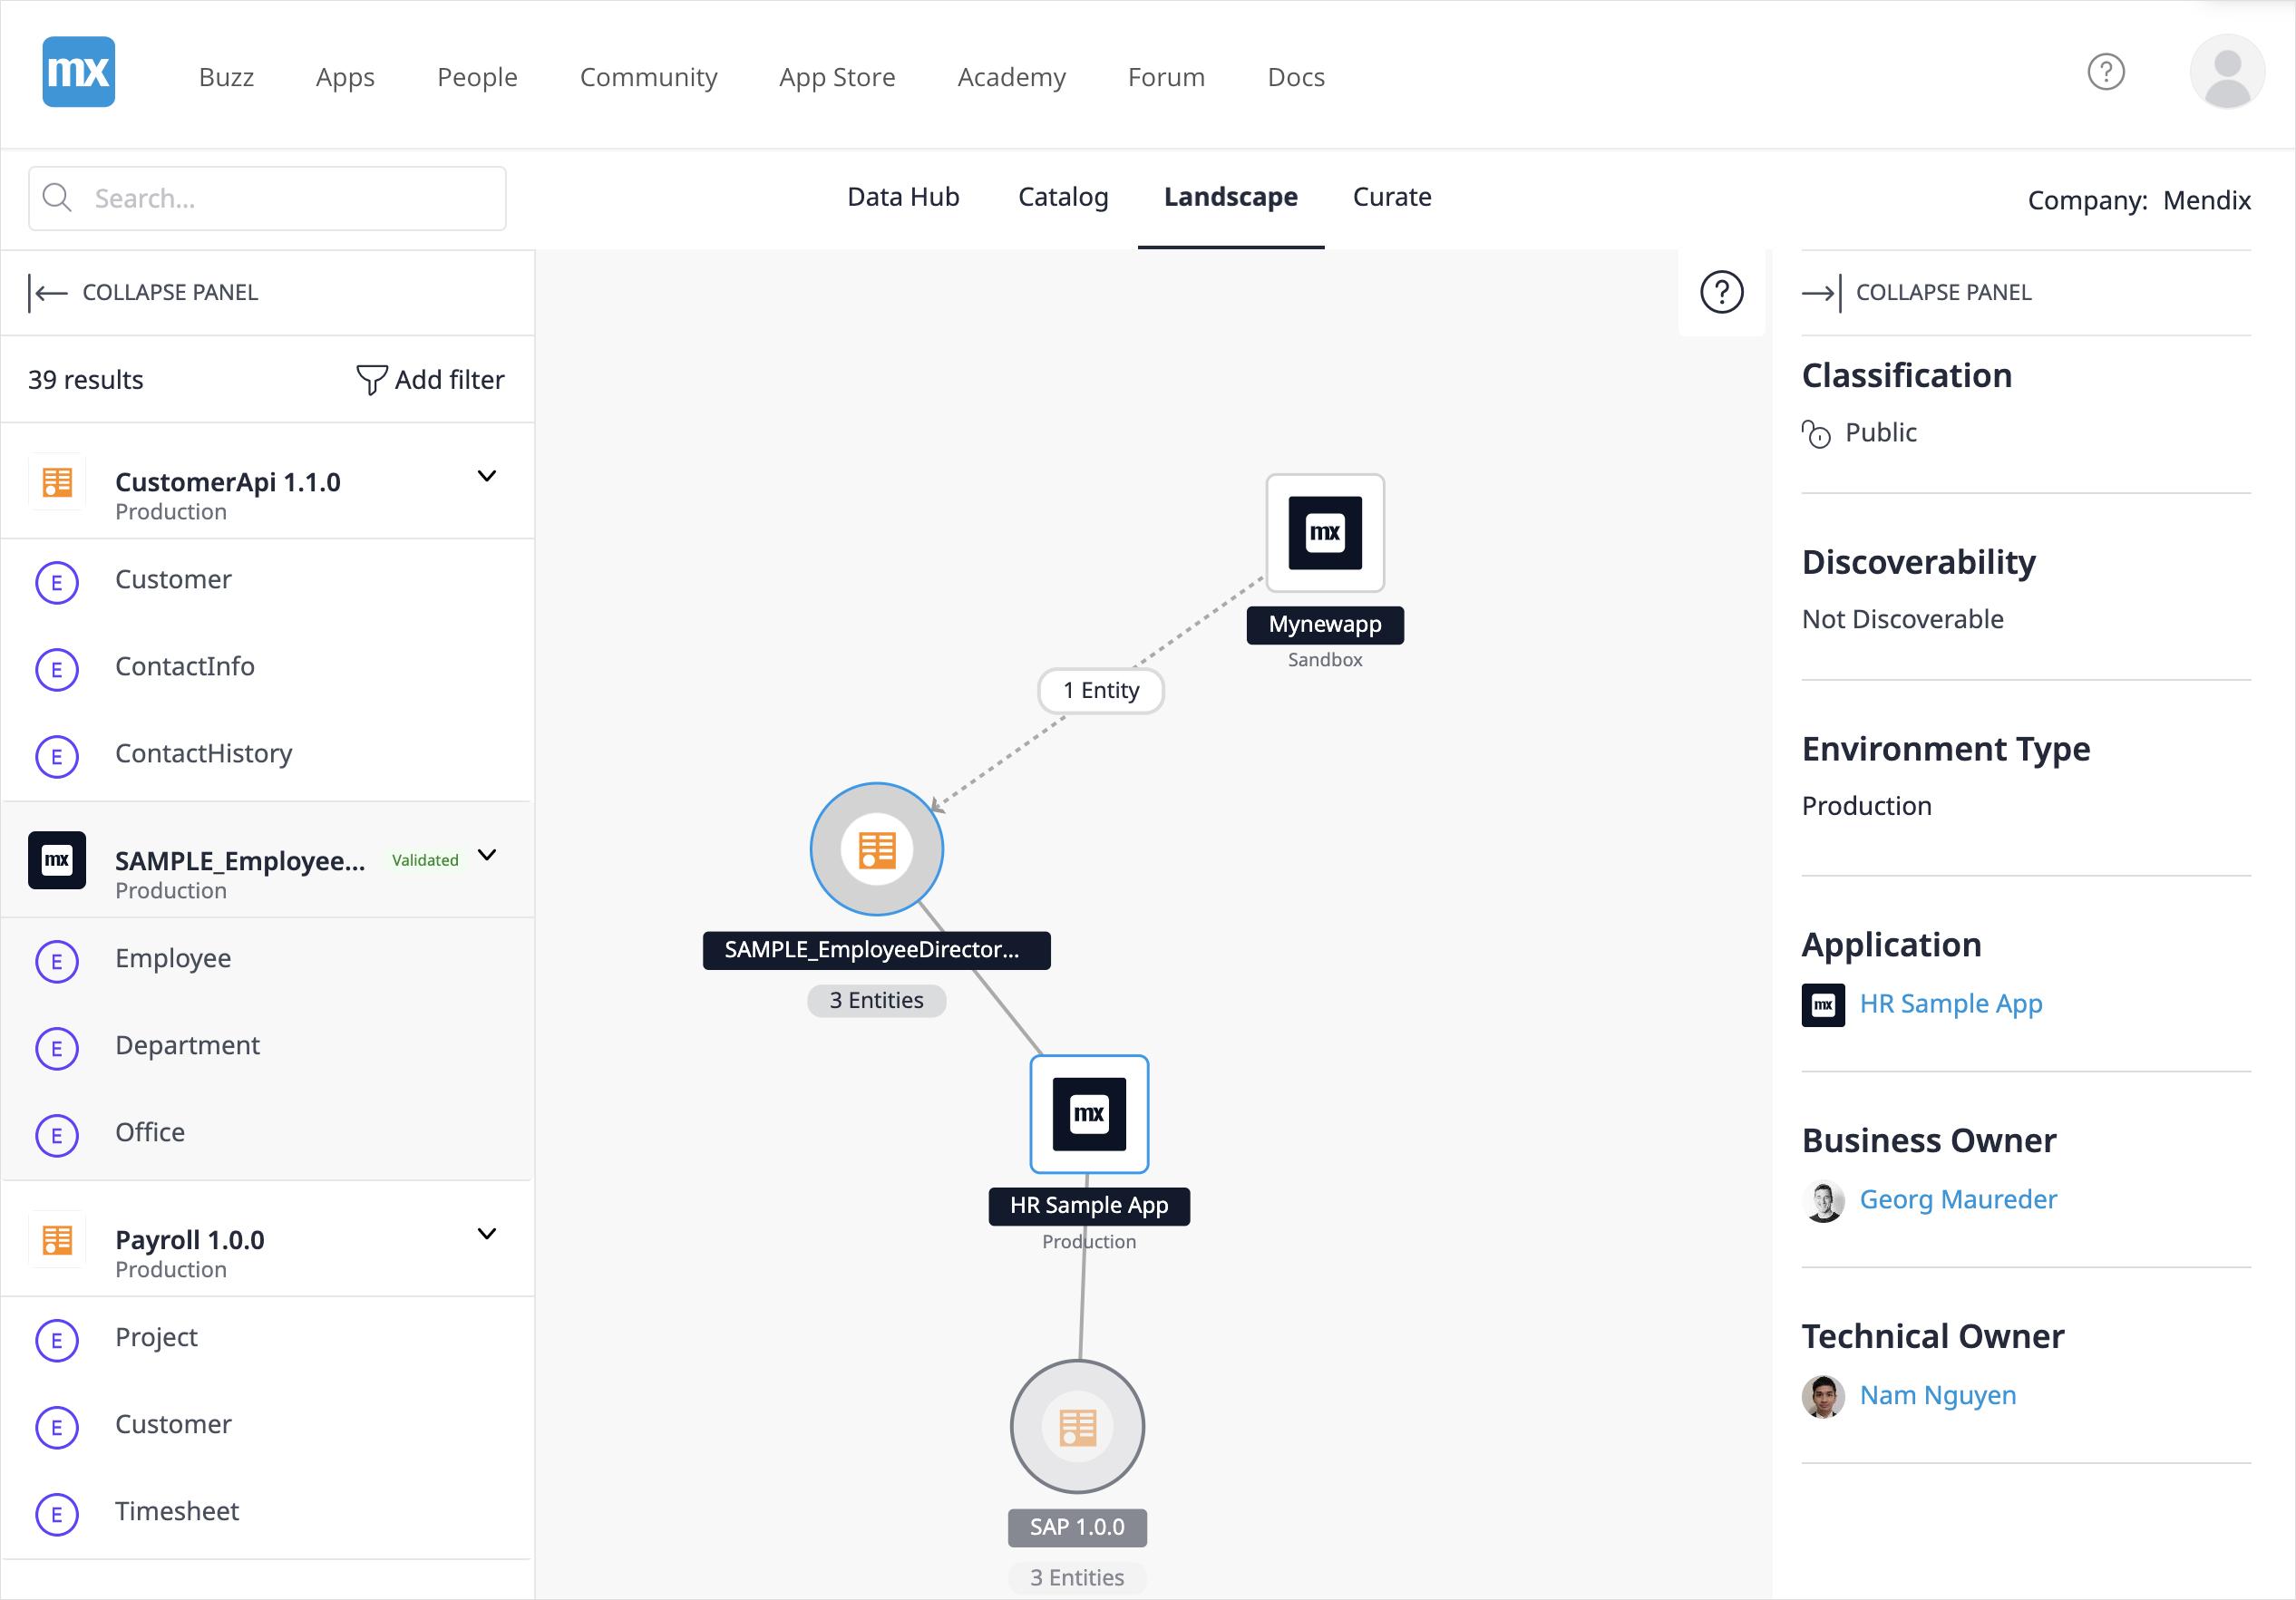 mx
Buzz
Apps
People
Community
App Store
Academy
Forum
Docs
?
Search...
Data Hub
Catalog
Landscape
Curate
Company: Mendix
COLLAPSE PANEL
39 results
Add filter
CustomerApi 1.1.0
Production
E Customer
E ContactInfo
E ContactHistory
mx SAMPLE_Employee... Validated
Production
E Employee
E Department
E Office
Payroll 1.0.0
Production
E Project
E Customer
E Timesheet
?
mx
Mynewapp
Sandbox
1 Entity
SAMPLE_EmployeeDirector...
3 Entities
mx
HR Sample App
Production
SAP 1.0.0
3 Entities
COLLAPSE PANEL
Classification
Public
Discoverability
Not Discoverable
Environment Type
Production
Application
mx HR Sample App
Business Owner
Georg Maureder
Technical Owner
Nam Nguyen